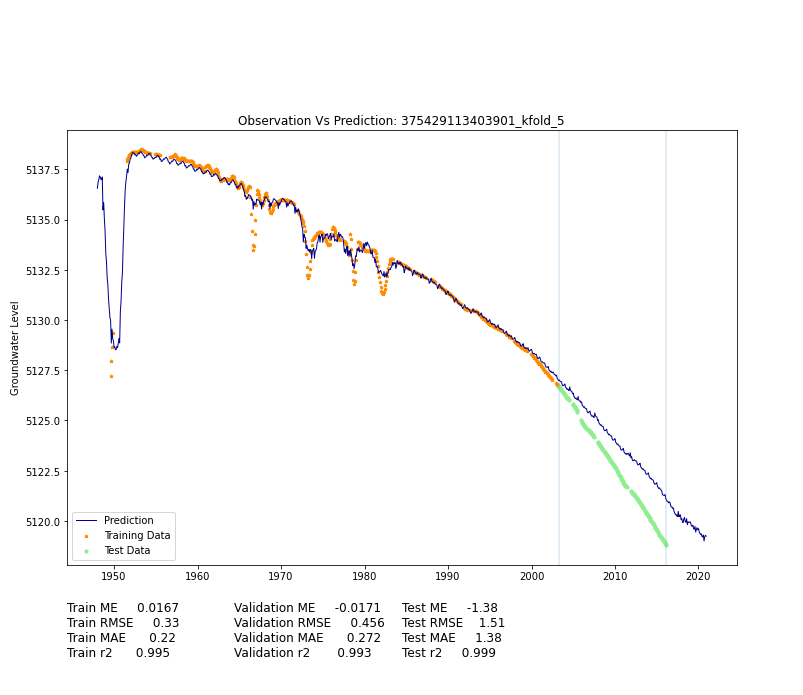 Observation Vs Prediction: 375429113403901_kfold_5
Groundwater Level
5137.5
5135.0
5132.5
5130.0
5127.5
5125.0
5122.5
5120.0
Prediction
Training Data
Test Data
1950 1960 1970 1980 1990 2000 2010 2020
Train ME 0.0167 Validation ME -0.0171 Test ME -1.38
Train RMSE 0.33 Validation RMSE 0.456 Test RMSE 1.51
Train MAE 0.22 Validation MAE 0.272 Test MAE 1.38
Train r2 0.995 Validation r2 0.993 Test r2 0.999